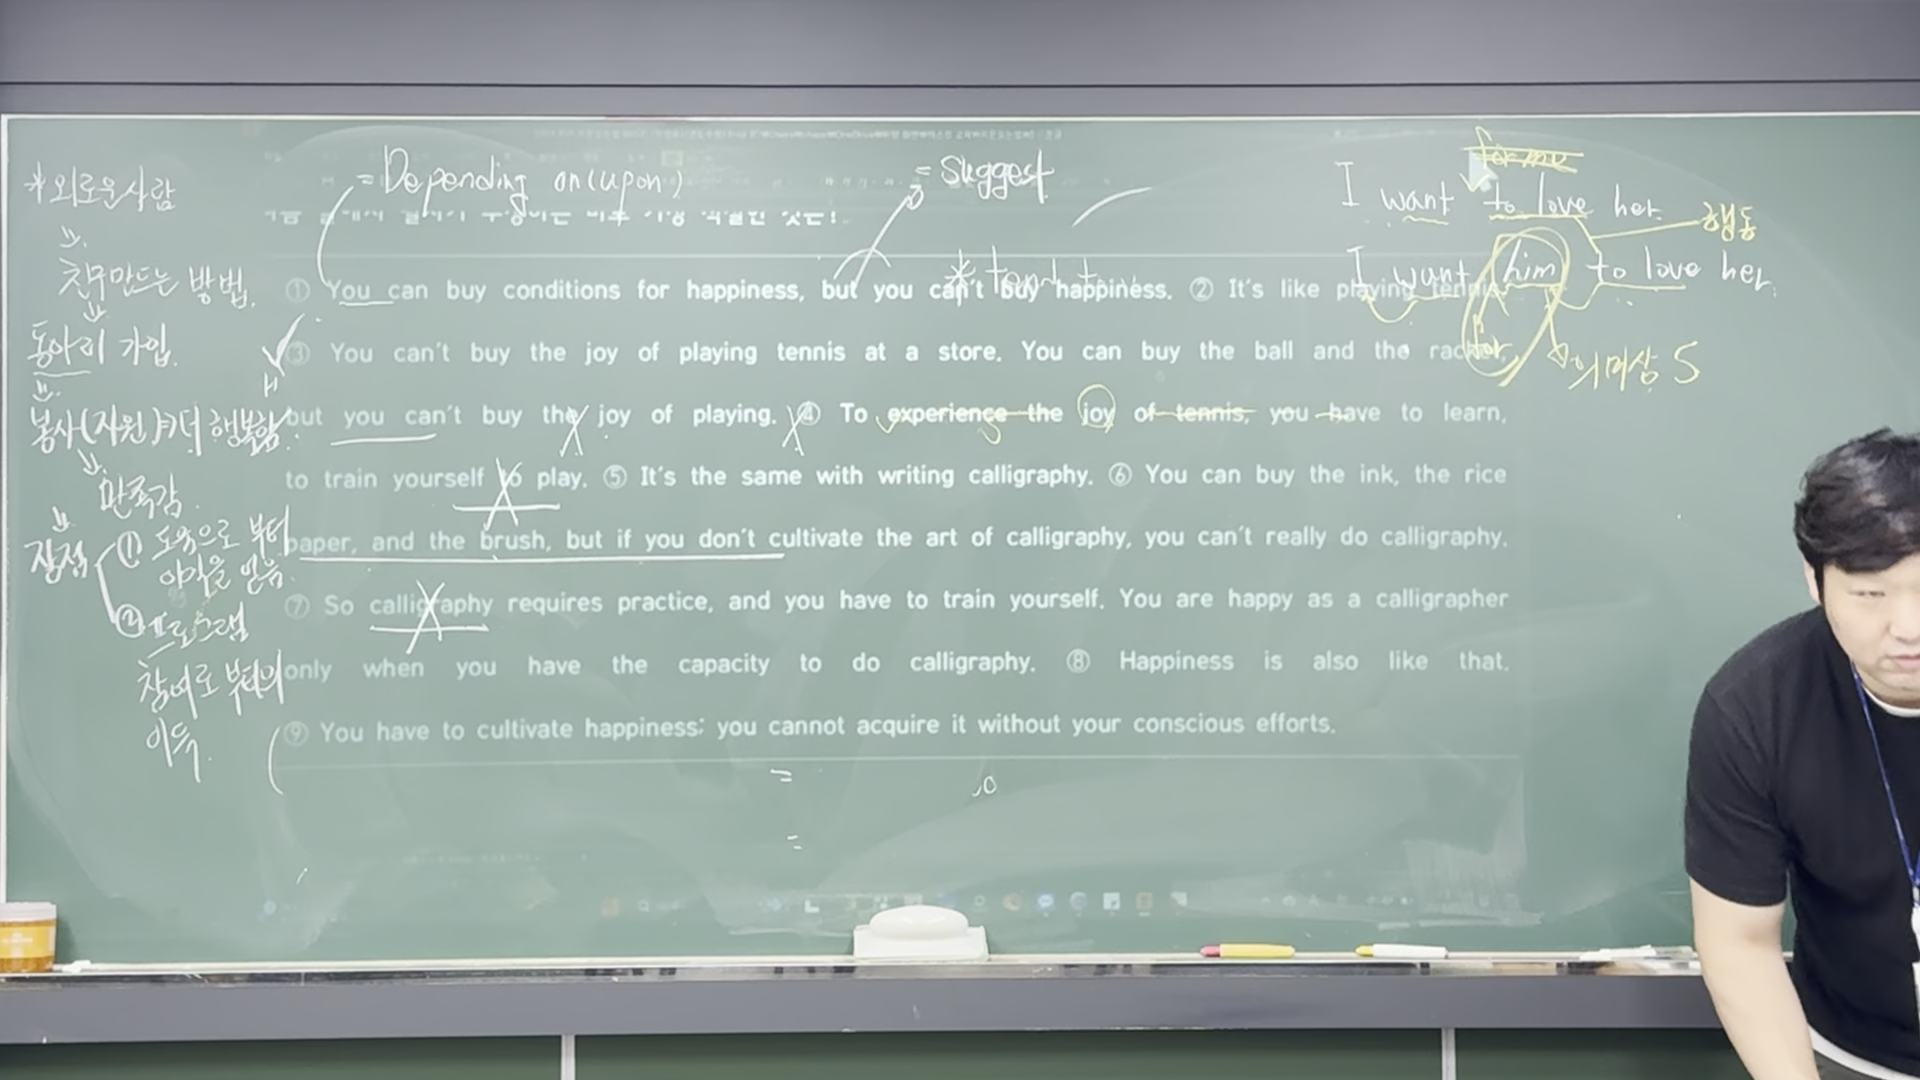 = Depending on(upon)
= Suggest
* tend to
for me
I want to love her.
행동
I want him to love her.
for
의미상 S
*외로운사람
친구만드는 방법.
동아리 가입.
봉사(자원)
행복함
만족감.
장점
① 도움으로 부터
이익을 얻음.
② 프로그램
참여로 부터의
이득.
① You can buy conditions for happiness, but you can't buy happiness. ② It's like playing tennis.
③ You can't buy the joy of playing tennis at a store. You can buy the ball and the racket,
but you can't buy the joy of playing. ④ To experience the joy of tennis, you have to learn,
to train yourself to play. ⑤ It's the same with writing calligraphy. ⑥ You can buy the ink, the rice
paper, and the brush, but if you don't cultivate the art of calligraphy, you can't really do calligraphy.
⑦ So calligraphy requires practice, and you have to train yourself. You are happy as a calligrapher
only when you have the capacity to do calligraphy. ⑧ Happiness is also like that.
⑨ You have to cultivate happiness; you cannot acquire it without your conscious efforts.